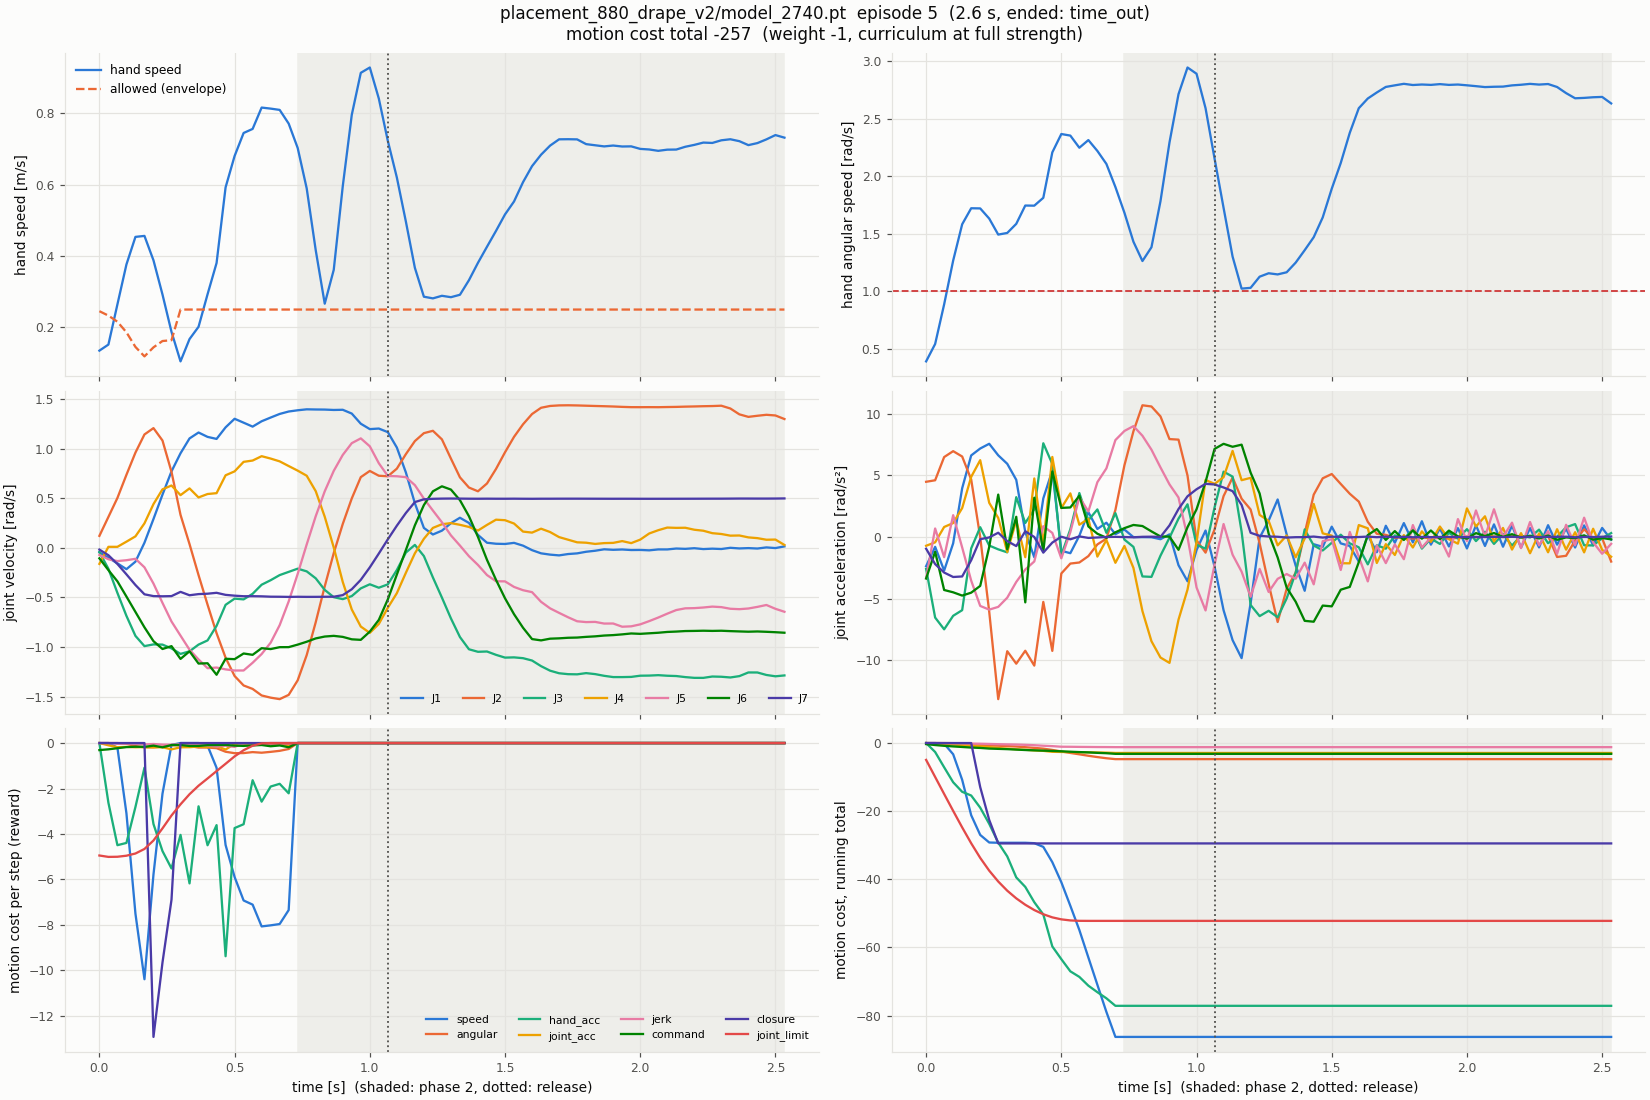 placement_880_drape_v2/model_2740.pt  episode 5  (2.6 s, ended: time_out)
motion cost total -257  (weight -1, curriculum at full strength)
hand speed [m/s]
0.8
0.6
0.4
0.2
hand speed
allowed (envelope)
hand angular speed [rad/s]
3.0
2.5
2.0
1.5
1.0
0.5
joint velocity [rad/s]
1.5
1.0
0.5
0.0
−0.5
−1.0
−1.5
J1 J2 J3 J4 J5 J6 J7
joint acceleration [rad/s²]
10
5
0
−5
−10
motion cost per step (reward)
0
−2
−4
−6
−8
−10
−12
speed hand_acc jerk closure
angular joint_acc command joint_limit
0.0 0.5 1.0 1.5 2.0 2.5
time [s]  (shaded: phase 2, dotted: release)
motion cost, running total
0
−20
−40
−60
−80
0.0 0.5 1.0 1.5 2.0 2.5
time [s]  (shaded: phase 2, dotted: release)